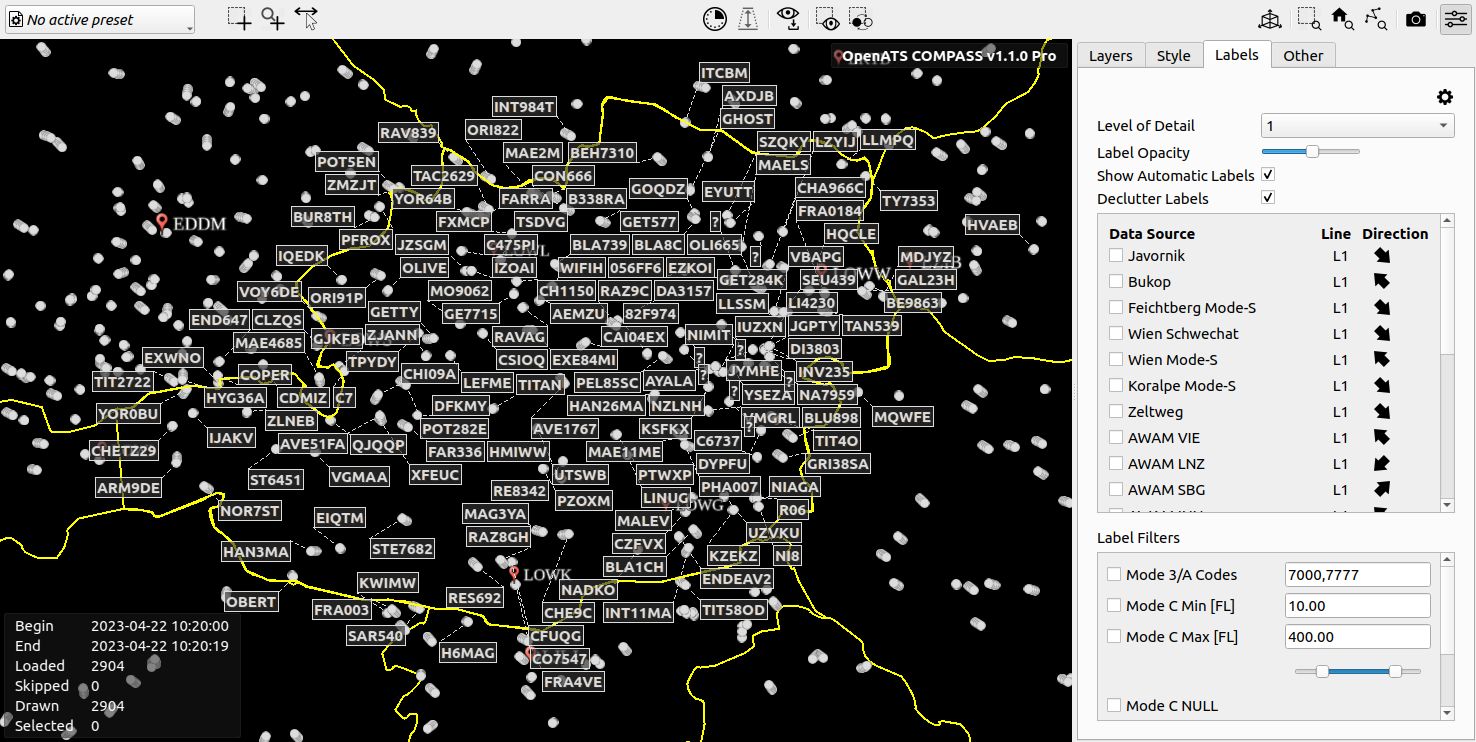 No active preset
OpenATS COMPASS v1.1.0 Pro
ITCBM
AXDJB
INT984T
GHOST
RAV839
ORI822
SZQKY LZYIJ LLMPQ
MAE2M BEH7310
POT5EN
MAELS
TAC2629
CON666
ZMZJT
GOQDZ EYUTT CHA966C
YOR64B
FARRA B338RA
TY7353
BUR8TH
FRA0184
FXMCP TSDVG GET577 ?
HVAEB
PFROX
HQCLE
JZSGM C475PI BLA739 BLA8C OLI665
IQEDK
? VBAPG MDJYZ
EDDM
OLIVE IZOAI WIFIH 056FF6 EZKOI
LOWW
GET284K SEU439 GAL23H
VOY6DE ORI91P MO9062 CH1150 RAZ9C DA3157
LLSSM LI4230 BE9863
GETTY GE7715 AEMZU 82F974
END647 CLZQS
IUZXN JGPTY TAN539
GJKFB ZJANN RAVAG CAI04EX NIMIT
MAE4685
? DI3803
EXWNO TPYDY CSIOQ EXE84MI ?
COPER CHI09A JYMHE INV235
TIT2722 LEFME TITAN PEL85SC AYALA ? ?
HYG36A CDMIZ C7 ? YSEZA NA7959
YOR0BU DFKMY HAN26MA NZLNH
ZLNEB VMGRL BLU898 MQWFE
IJAKV POT282E AVE1767 KSFKX ?
AVE51FA QJQQP C6737 TIT4O
CHETZ29 FAR336 HMIWW MAE11ME
DYPFU GRI38SA
ST6451 VGMAA XFEUC UTSWB PTWXP
ARM9DE RE8342 PHA007 NIAGA
PZOXM LINUG
NOR7ST EIQTM MAG3YA LOWG R06
MALEV
RAZ8GH UZVKU
HAN3MA STE7682 CZFVX
KZEKZ NI8
BLA1CH
LOWK
KWIMW ENDEAV2
NADKO
OBERT RES692
FRA003 CHE9C INT11MA TIT58OD
SAR540 CFUQG
H6MAG CO7547
FRA4VE
Begin 2023-04-22 10:20:00
End 2023-04-22 10:20:19
Loaded 2904
Skipped 0
Drawn 2904
Selected 0
Layers Style Labels Other
Level of Detail 1
Label Opacity
Show Automatic Labels
Declutter Labels
Data Source Line Direction
Javornik L1
Bukop L1
Feichtberg Mode-S L1
Wien Schwechat L1
Wien Mode-S L1
Koralpe Mode-S L1
Zeltweg L1
AWAM VIE L1
AWAM LNZ L1
AWAM SBG L1
Label Filters
Mode 3/A Codes 7000,7777
Mode C Min [FL] 10.00
Mode C Max [FL] 400.00
Mode C NULL